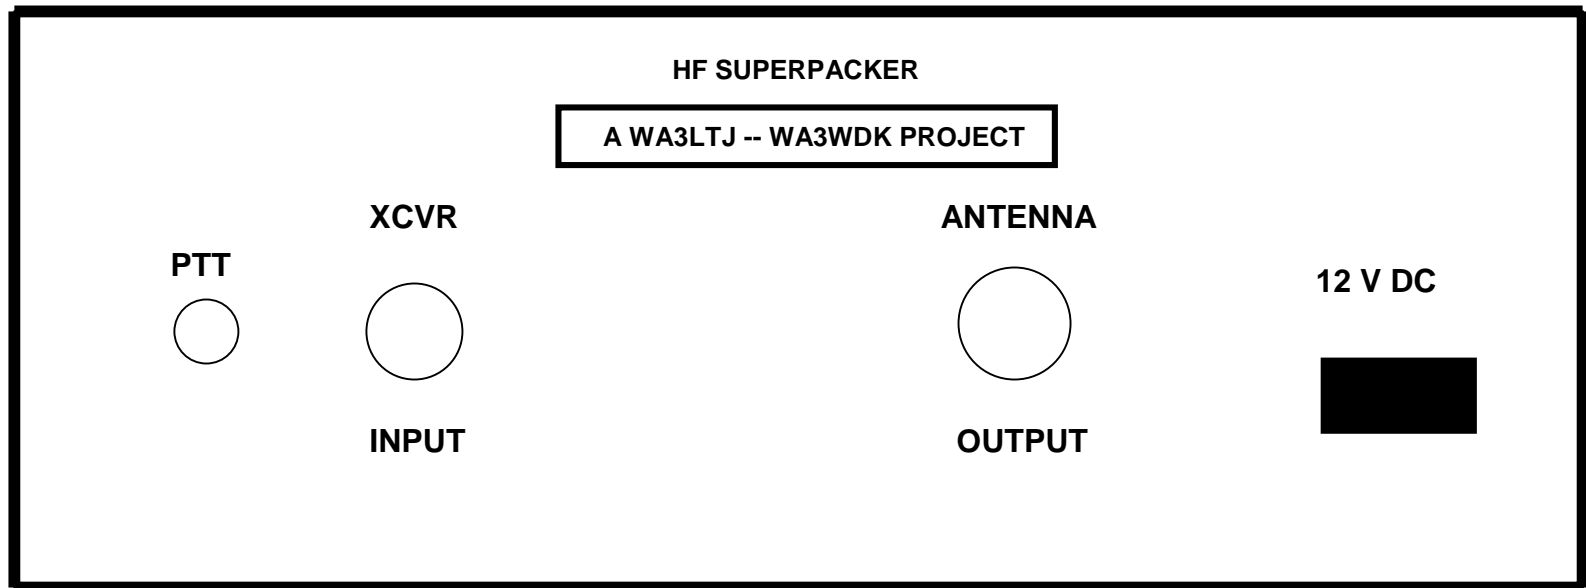 HF SUPERPACKER
A WA3LTJ -- WA3WDK PROJECT
XCVR
ANTENNA
PTT
12 V DC
INPUT
OUTPUT